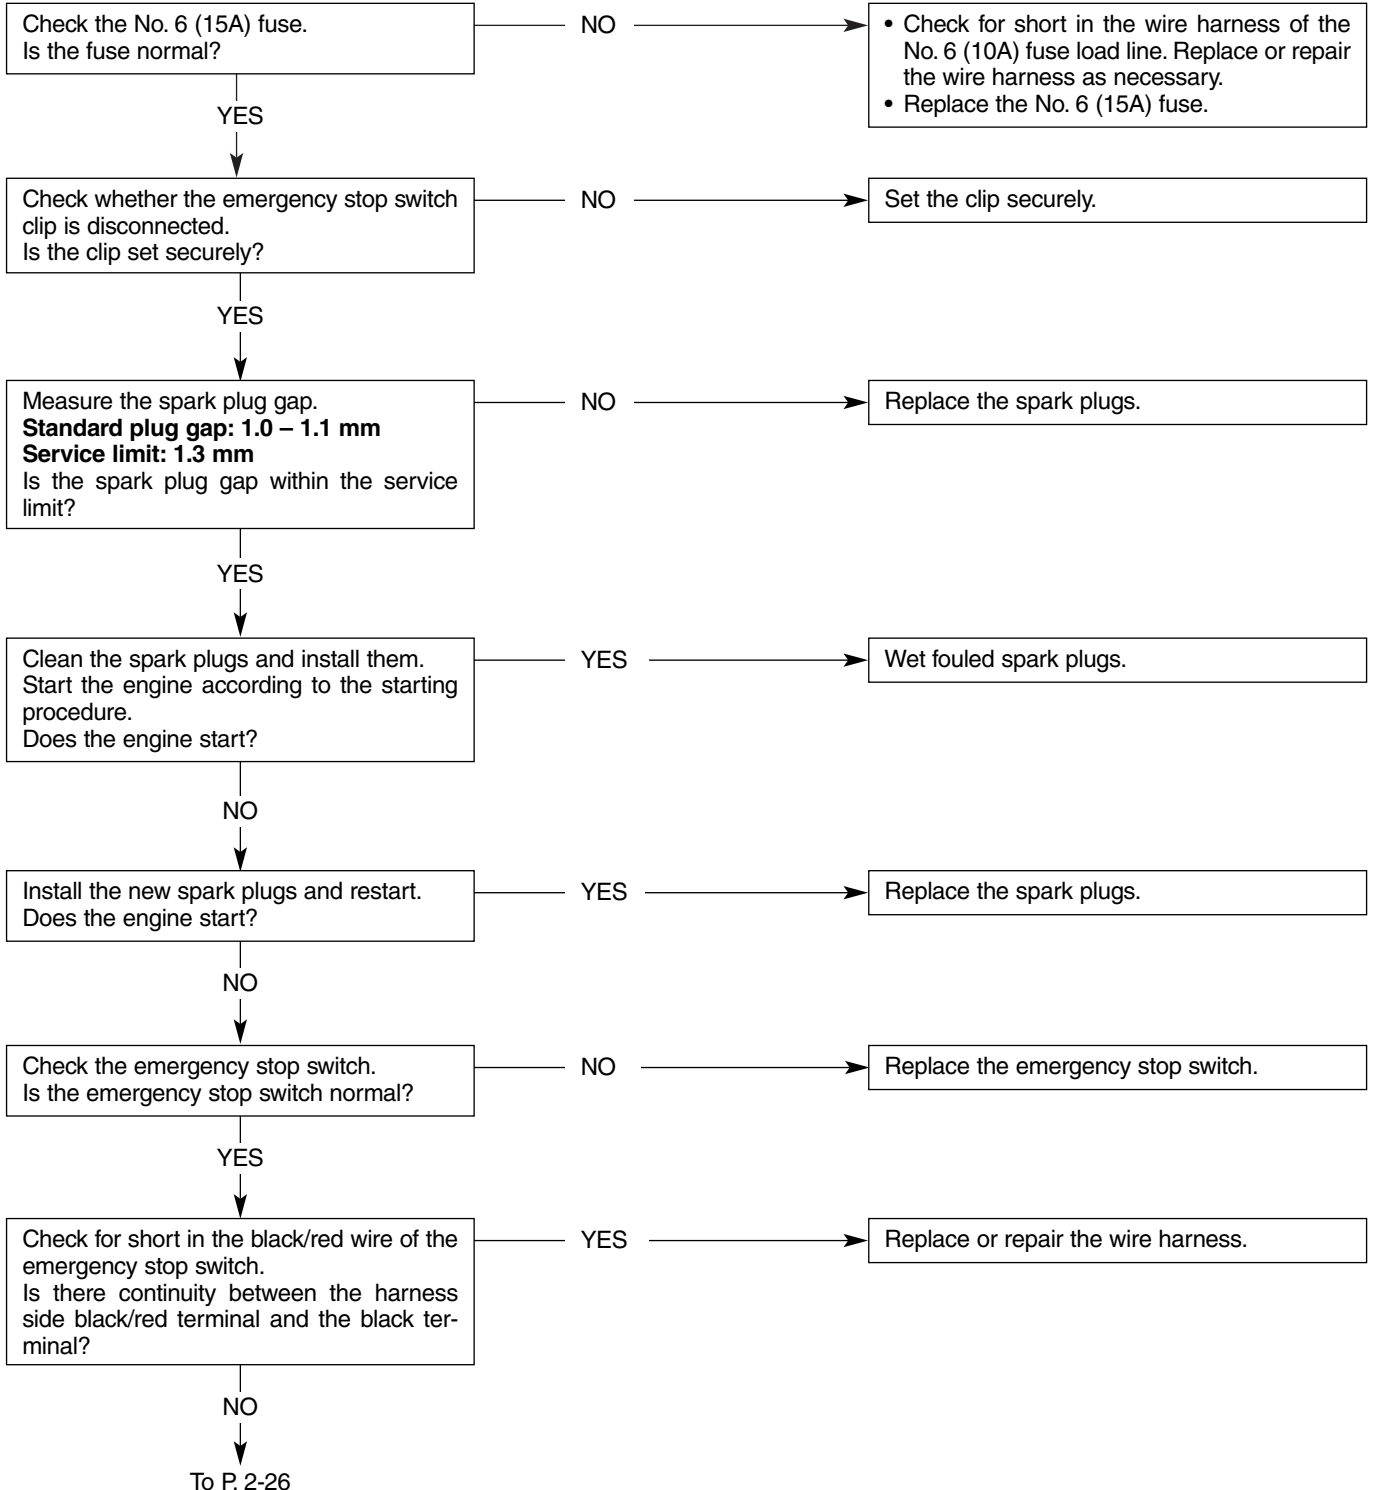 Check the No. 6 (15A) fuse.
Is the fuse normal?
NO
• Check for short in the wire harness of the
No. 6 (10A) fuse load line. Replace or repair
the wire harness as necessary.
• Replace the No. 6 (15A) fuse.
YES
Check whether the emergency stop switch
clip is disconnected.
Is the clip set securely?
NO
Set the clip securely.
YES
Measure the spark plug gap.
Standard plug gap: 1.0 – 1.1 mm
Service limit: 1.3 mm
Is the spark plug gap within the service
limit?
NO
Replace the spark plugs.
YES
Clean the spark plugs and install them.
Start the engine according to the starting
procedure.
Does the engine start?
YES
Wet fouled spark plugs.
NO
Install the new spark plugs and restart.
Does the engine start?
YES
Replace the spark plugs.
NO
Check the emergency stop switch.
Is the emergency stop switch normal?
NO
Replace the emergency stop switch.
YES
Check for short in the black/red wire of the
emergency stop switch.
Is there continuity between the harness
side black/red terminal and the black ter-
minal?
YES
Replace or repair the wire harness.
NO
To P. 2-26